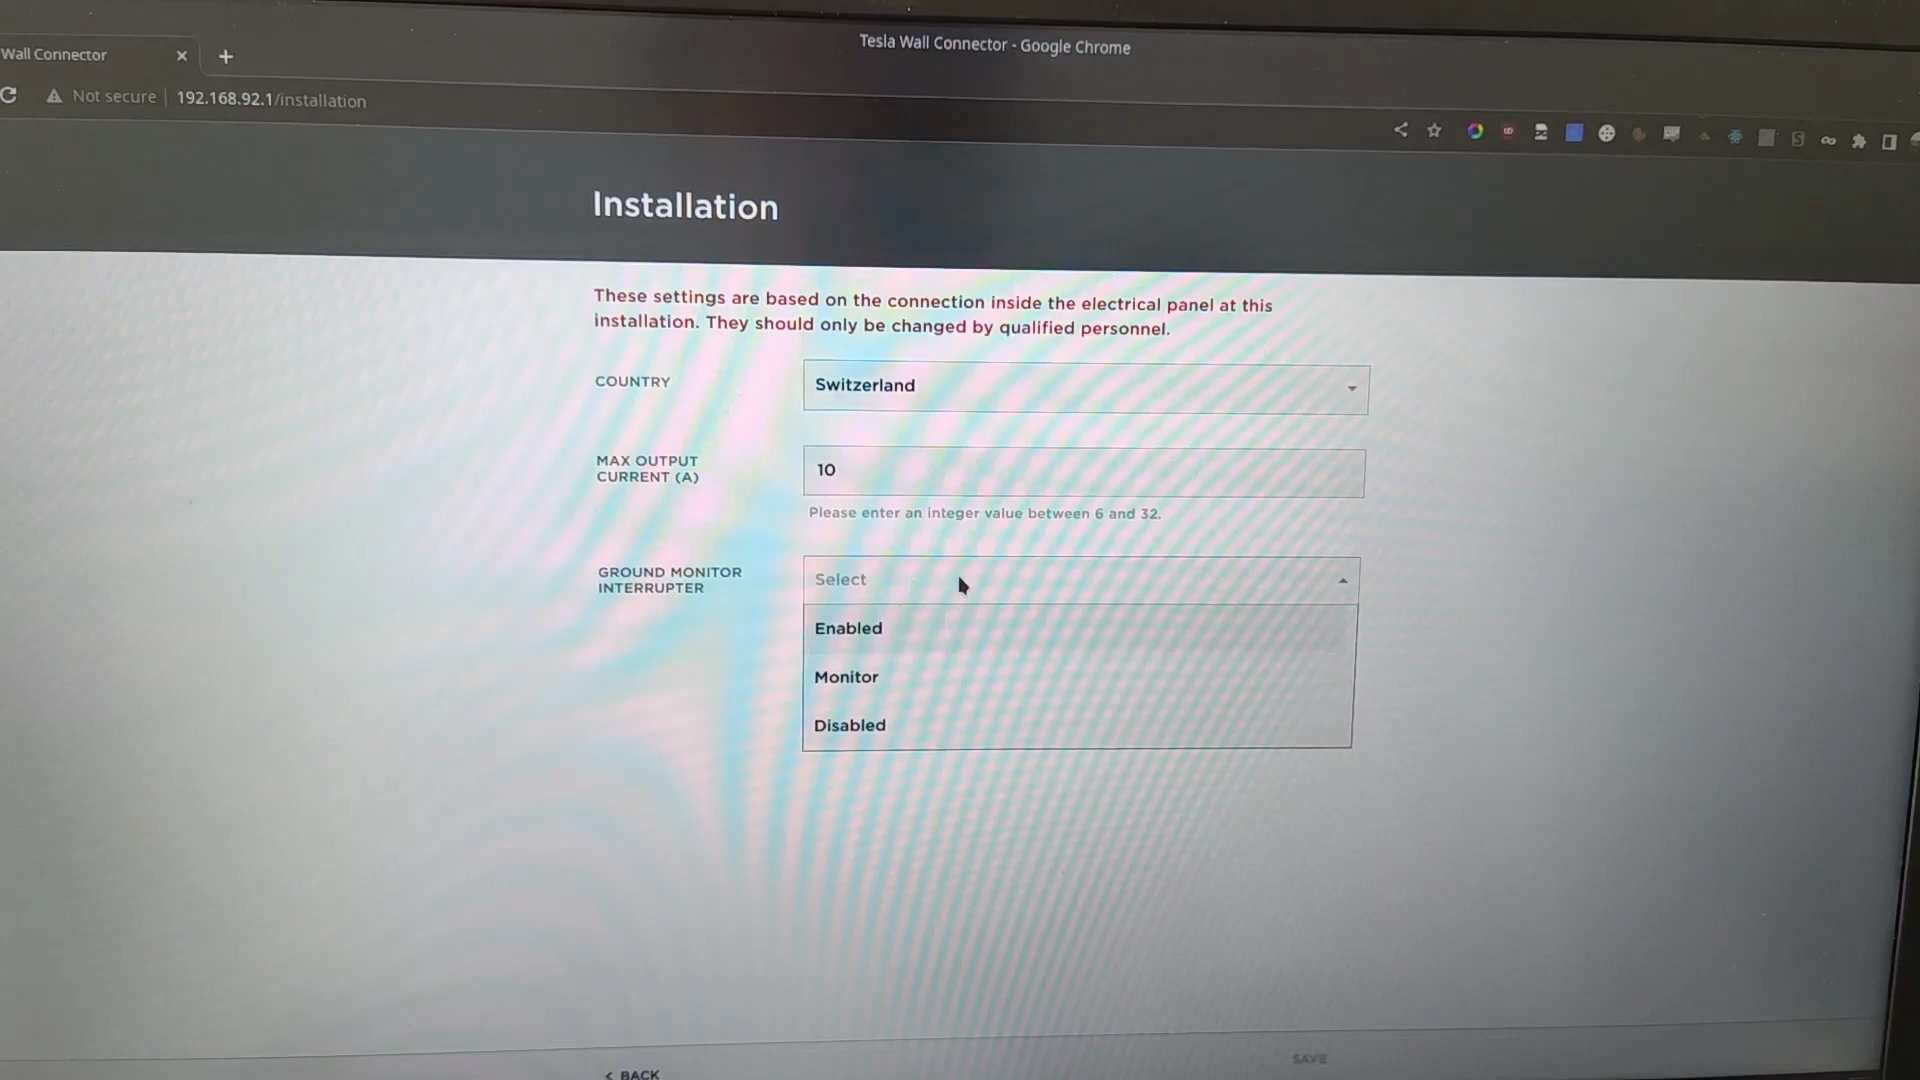 Tesla Wall Connector - Google Chrome
Wall Connector
Not secure 192.168.92.1/installation
Installation
These settings are based on the connection inside the electrical panel at this
installation. They should only be changed by qualified personnel.
COUNTRY
Switzerland
MAX OUTPUT
CURRENT (A)
10
Please enter an integer value between 6 and 32.
GROUND MONITOR
INTERRUPTER
Select
Enabled
Monitor
Disabled
< BACK
SAVE